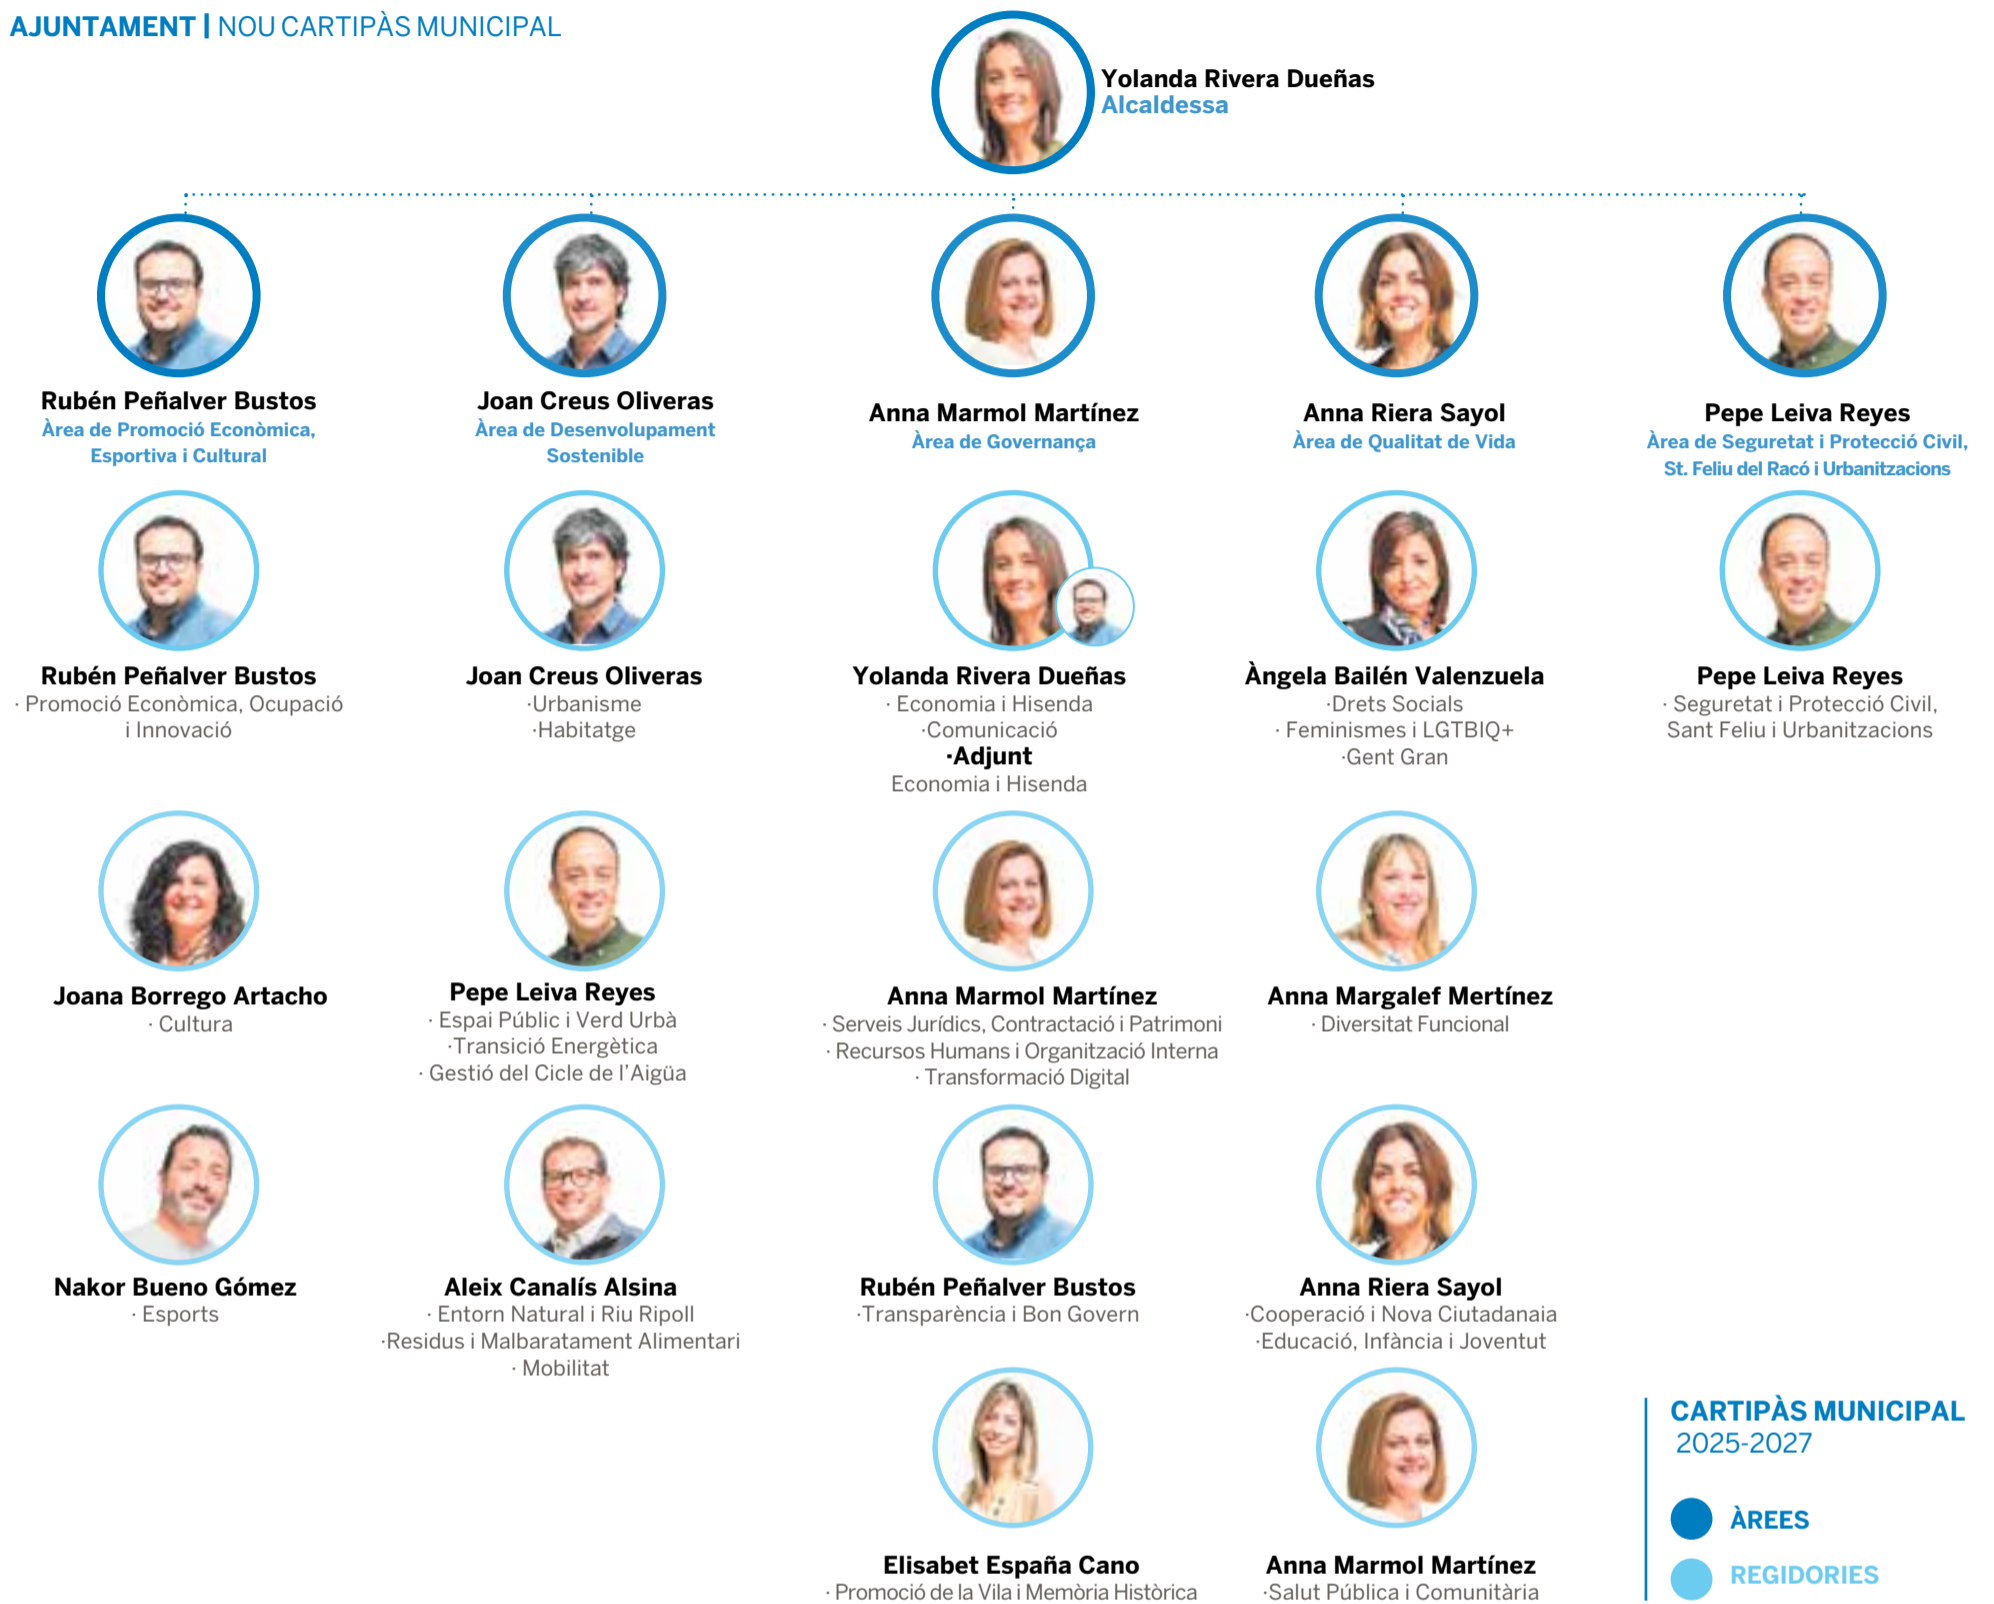 AJUNTAMENT | NOU CARTIPÀS MUNICIPAL
Yolanda Rivera Dueñas
Alcaldessa
Rubén Peñalver Bustos
Àrea de Promoció Econòmica,
Esportiva i Cultural
Joan Creus Oliveras
Àrea de Desenvolupament
Sostenible
Anna Marmol Martínez
Àrea de Governança
Anna Riera Sayol
Àrea de Qualitat de Vida
Pepe Leiva Reyes
Àrea de Seguretat i Protecció Civil,
St. Feliu del Racó i Urbanitzacions
Rubén Peñalver Bustos
· Promoció Econòmica, Ocupació
i Innovació
Joan Creus Oliveras
·Urbanisme
·Habitatge
Yolanda Rivera Dueñas
· Economia i Hisenda
·Comunicació
·Adjunt
Economia i Hisenda
Àngela Bailén Valenzuela
·Drets Socials
· Feminismes i LGTBIQ+
·Gent Gran
Pepe Leiva Reyes
· Seguretat i Protecció Civil,
Sant Feliu i Urbanitzacions
Joana Borrego Artacho
· Cultura
Pepe Leiva Reyes
· Espai Públic i Verd Urbà
·Transició Energètica
· Gestió del Cicle de l'Aigüa
Anna Marmol Martínez
· Serveis Jurídics, Contractació i Patrimoni
· Recursos Humans i Organització Interna
· Transformació Digital
Anna Margalef Mertínez
· Diversitat Funcional
Nakor Bueno Gómez
· Esports
Aleix Canalís Alsina
· Entorn Natural i Riu Ripoll
·Residus i Malbaratament Alimentari
· Mobilitat
Rubén Peñalver Bustos
·Transparència i Bon Govern
Anna Riera Sayol
·Cooperació i Nova Ciutadanaia
·Educació, Infància i Joventut
Elisabet España Cano
· Promoció de la Vila i Memòria Històrica
Anna Marmol Martínez
·Salut Pública i Comunitària
CARTIPÀS MUNICIPAL
2025-2027
ÀREES
REGIDORIES